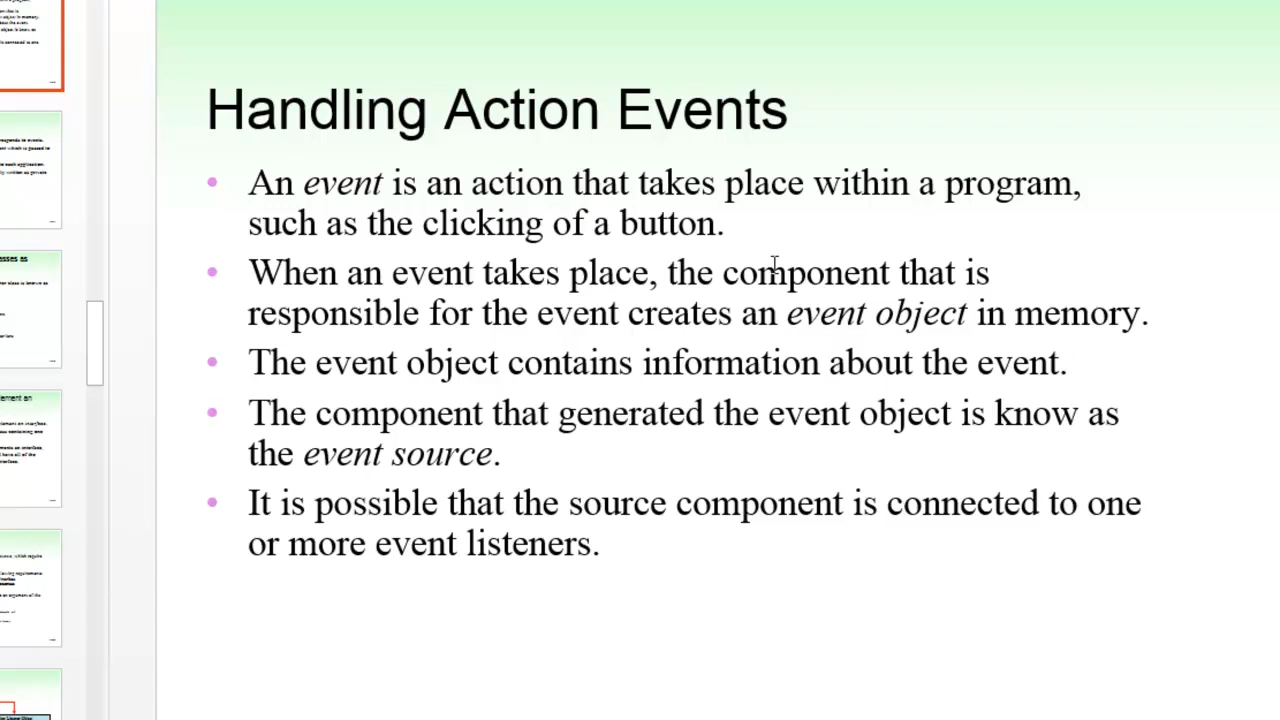 Handling Action Events
• An event is an action that takes place within a program,
such as the clicking of a button.
• When an event takes place, the component that is
responsible for the event creates an event object in memory.
• The event object contains information about the event.
• The component that generated the event object is know as
the event source.
• It is possible that the source component is connected to one
or more event listeners.